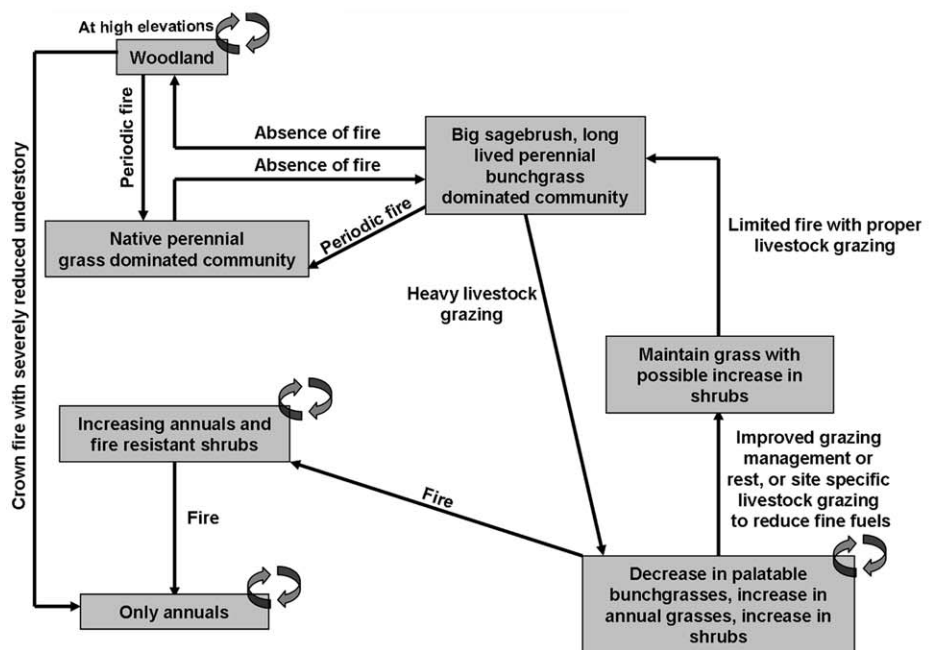 At high elevations
Woodland
Crown fire with severely reduced understory
Periodic fire
Absence of fire
Absence of fire
Periodic fire
Big sagebrush, long
lived perennial
bunchgrass
dominated community
Native perennial
grass dominated community
Limited fire with proper
livestock grazing
Heavy livestock
grazing
Maintain grass with
possible increase in
shrubs
Increasing annuals and
fire resistant shrubs
Improved grazing
management or
rest, or site specific
livestock grazing
to reduce fine fuels
Fire
Fire
Only annuals
Decrease in palatable
bunchgrasses, increase in
annual grasses, increase in
shrubs